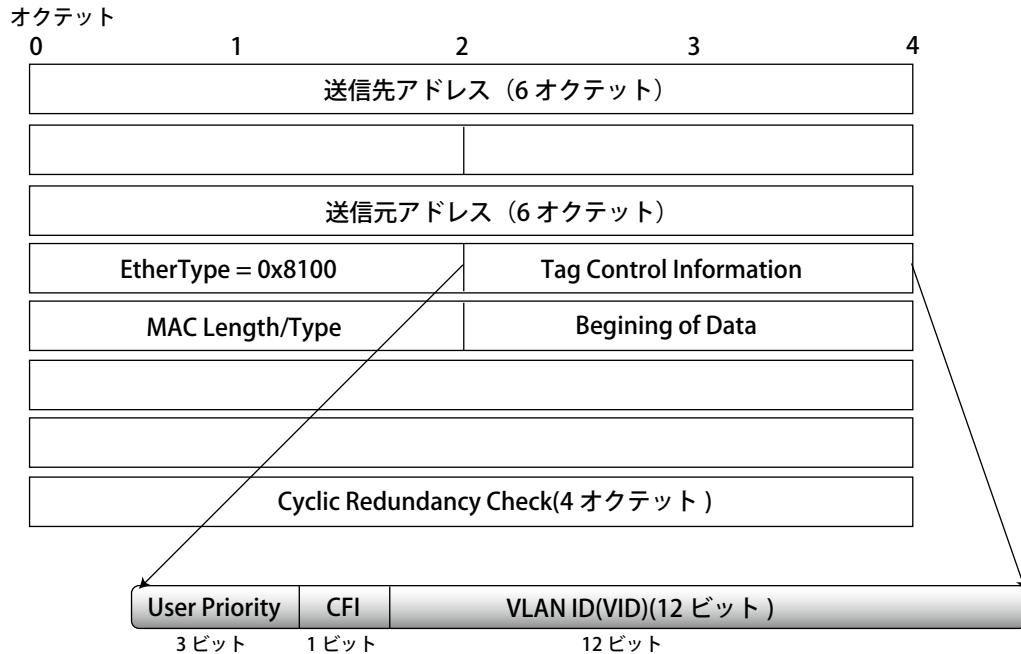 オクテット
0 1 2 3 4
送信先アドレス（6 オクテット）
送信元アドレス（6 オクテット）
EtherType = 0x8100 Tag Control Information
MAC Length/Type Begining of Data
Cyclic Redundancy Check(4 オクテット )
User Priority CFI VLAN ID(VID)(12 ビット )
3 ビット 1 ビット 12 ビット